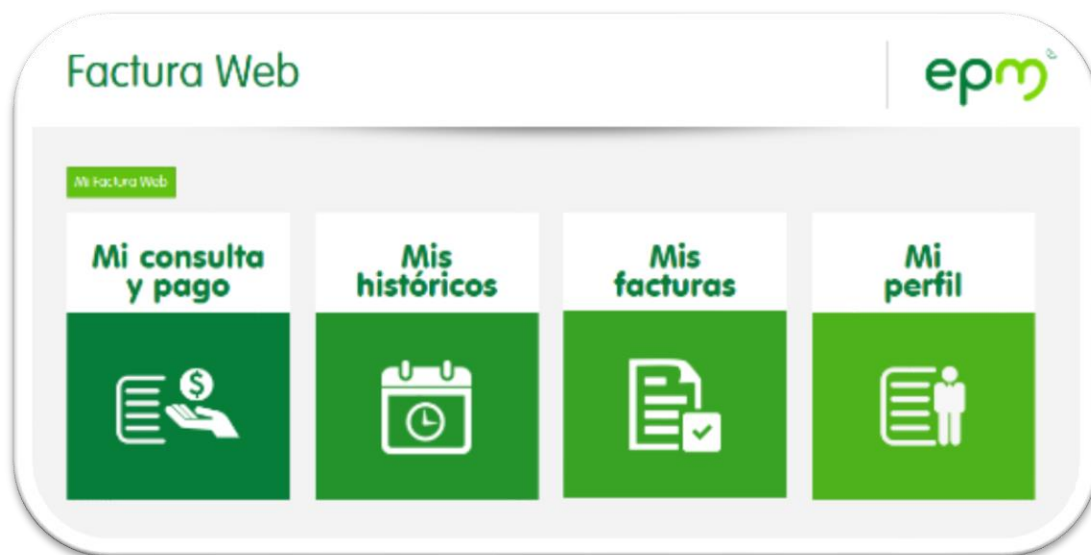 Factura Web
epm
Mi Factura Web
Mi consulta
y pago
Mis
históricos
Mis
facturas
Mi
perfil
$